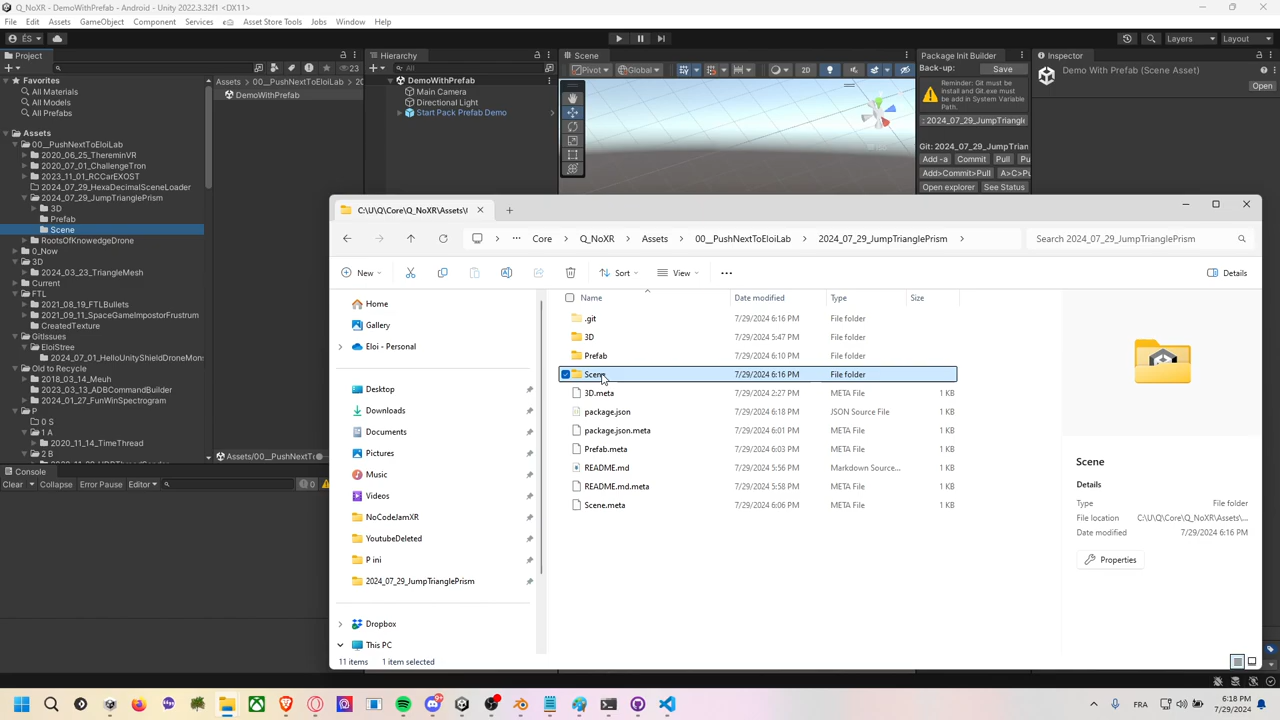 Q_NoXR - DemoWithPrefab - Android - Unity 2022.3.32f1 <DX11>
File Edit Assets GameObject Component Services Asset Store Tools Jobs Window Help
ÉS Layers Layout
Project
Hierarchy
Scene
Package Init Builder
Inspector
23
All
Pivot Global 2D
Back-up: Save
Demo With Prefab (Scene Asset)
Open
Reminder: Git must be install and Git.exe must be add in System Variable Path.
: 2024_07_29_JumpTriangle
Git: 2024_07_29_JumpTrian
Add -a Commit Pull Pu
Add>Commit>Pull A>C>Pu
Open explorer See Status
Favorites
All Materials
All Models
All Prefabs
Assets
00__PushNextToEloiLab
2020_06_25_ThereminVR
2020_07_01_ChallengeTron
2023_11_01_RCCarEXOST
2024_07_29_HexaDecimalSceneLoader
2024_07_29_JumpTrianglePrism
3D
Prefab
Scene
RootsOfKnowedgeDrone
0_Now
3D
2024_03_23_TriangleMesh
Current
FTL
2021_08_19_FTLBullets
2021_09_11_SpaceGameImpostorFrustrum
CreatedTexture
GitIssues
EloiStree
2024_07_01_HelloUnityShieldDroneMons
Old to Recycle
2018_03_14_Meuh
2023_03_13_ADBCommandBuilder
2024_01_27_FunWinSpectrogram
P
0 S
1 A
2020_11_14_TimeThread
2 B
Assets > 00__PushNextToEloiLab > 2
DemoWithPrefab
Assets/00__PushNextTo
DemoWithPrefab
Main Camera
Directional Light
Start Pack Prefab Demo
Console
Clear Collapse Error Pause Editor 0
C:\U\Q\Core\Q_NoXR\Assets\(
Core > Q_NoXR > Assets > 00__PushNextToEloiLab > 2024_07_29_JumpTrianglePrism >
Search 2024_07_29_JumpTrianglePrism
New Sort View Details
Home
Gallery
Eloi - Personal
Desktop
Downloads
Documents
Pictures
Music
Videos
NoCodeJamXR
YoutubeDeleted
P ini
2024_07_29_JumpTrianglePrism
Dropbox
This PC
Name Date modified Type Size
.git 7/29/2024 6:16 PM File folder
3D 7/29/2024 5:47 PM File folder
Prefab 7/29/2024 6:10 PM File folder
Scene 7/29/2024 6:16 PM File folder
3D.meta 7/29/2024 2:27 PM META File 1 KB
package.json 7/29/2024 6:18 PM JSON Source File 1 KB
package.json.meta 7/29/2024 6:01 PM META File 1 KB
Prefab.meta 7/29/2024 6:03 PM META File 1 KB
README.md 7/29/2024 5:56 PM Markdown Source... 1 KB
README.md.meta 7/29/2024 5:58 PM META File 1 KB
Scene.meta 7/29/2024 6:06 PM META File 1 KB
Scene
Details
Type File folder
File location C:\U\Q\Core\Q_NoXR\Assets\...
Date modified 7/29/2024 6:16 PM
Properties
11 items 1 item selected
FRA
6:18 PM
7/29/2024